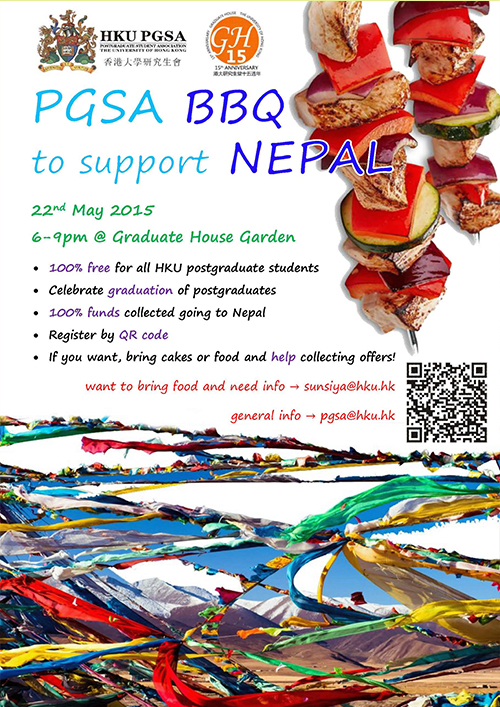 HKU PGSA
POSTGRADUATE STUDENT ASSOCIATION
THE UNIVERSITY OF HONG KONG
香港大學研究生會
GH
15
15TH ANNIVERSARY
PGSA BBQ
to support NEPAL
22nd May 2015
6-9pm @ Graduate House Garden
• 100% free for all HKU postgraduate students
• Celebrate graduation of postgraduates
• 100% funds collected going to Nepal
• Register by QR code
• If you want, bring cakes or food and help collecting offers!
want to bring food and need info → sunsiya@hku.hk
general info → pgsa@hku.hk